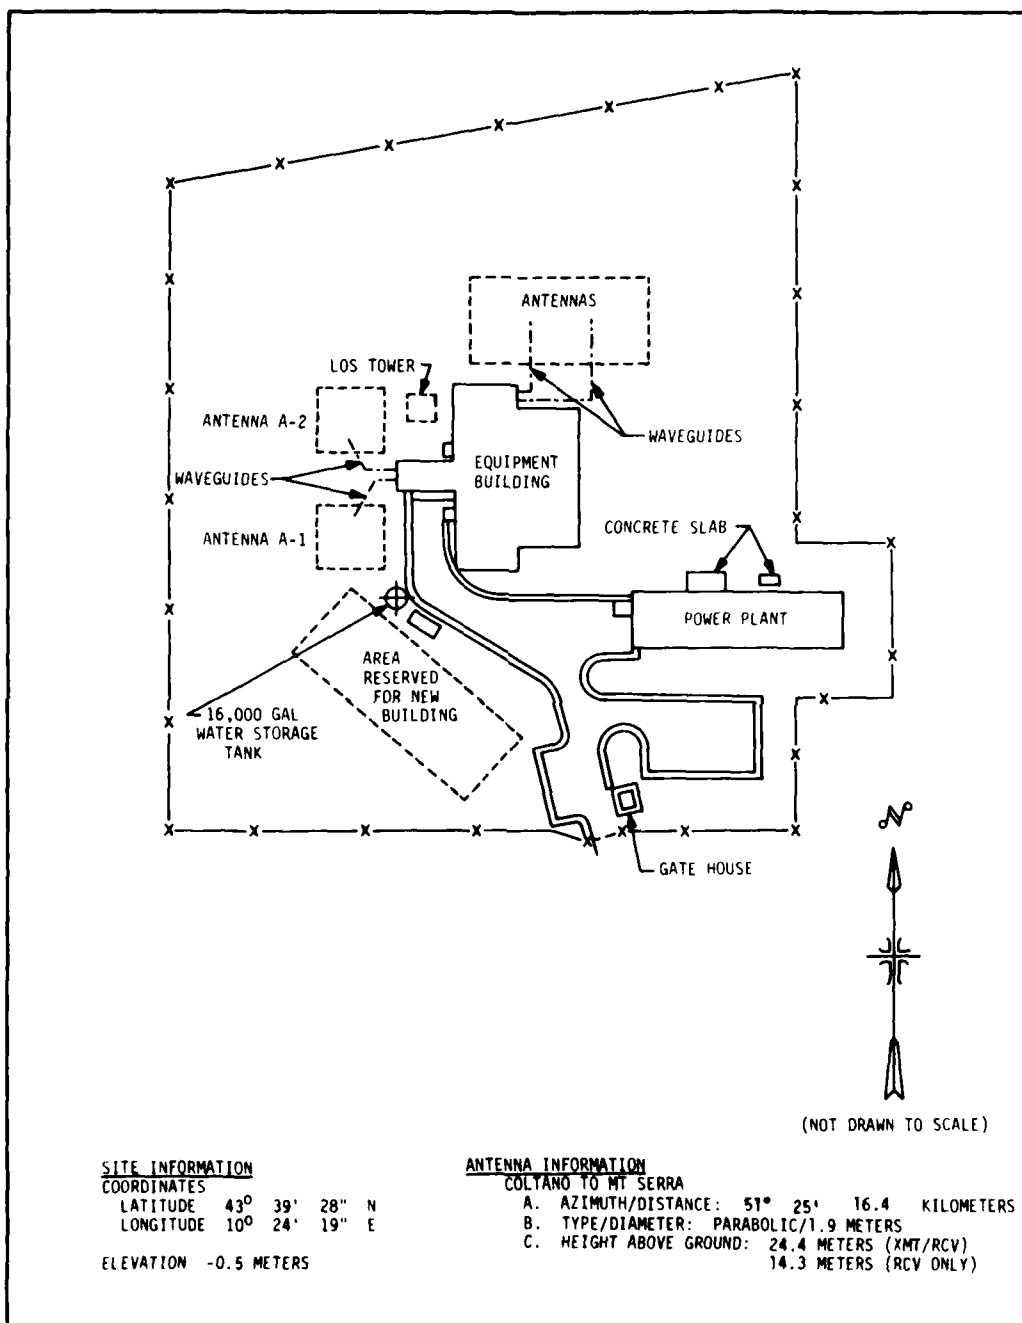 ANTENNAS
LOS TOWER
ANTENNA A-2
WAVEGUIDES
WAVEGUIDES
EQUIPMENT
BUILDING
ANTENNA A-1
CONCRETE SLAB
POWER PLANT
AREA
RESERVED
FOR NEW
BUILDING
16,000 GAL
WATER STORAGE
TANK
GATE HOUSE
N
(NOT DRAWN TO SCALE)
SITE INFORMATION
COORDINATES
LATITUDE 43° 39' 28" N
LONGITUDE 10° 24' 19" E
ELEVATION -0.5 METERS
ANTENNA INFORMATION
COLTANO TO MT SERRA
A. AZIMUTH/DISTANCE: 51° 25' 16.4 KILOMETERS
B. TYPE/DIAMETER: PARABOLIC/1.9 METERS
C. HEIGHT ABOVE GROUND: 24.4 METERS (XMT/RCV)
14.3 METERS (RCV ONLY)